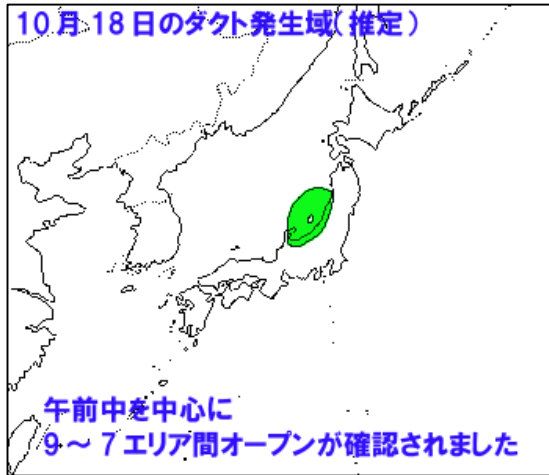 10月18日のダクト発生域(推定)
午前中を中心に
9～7エリア間オープンが確認されました